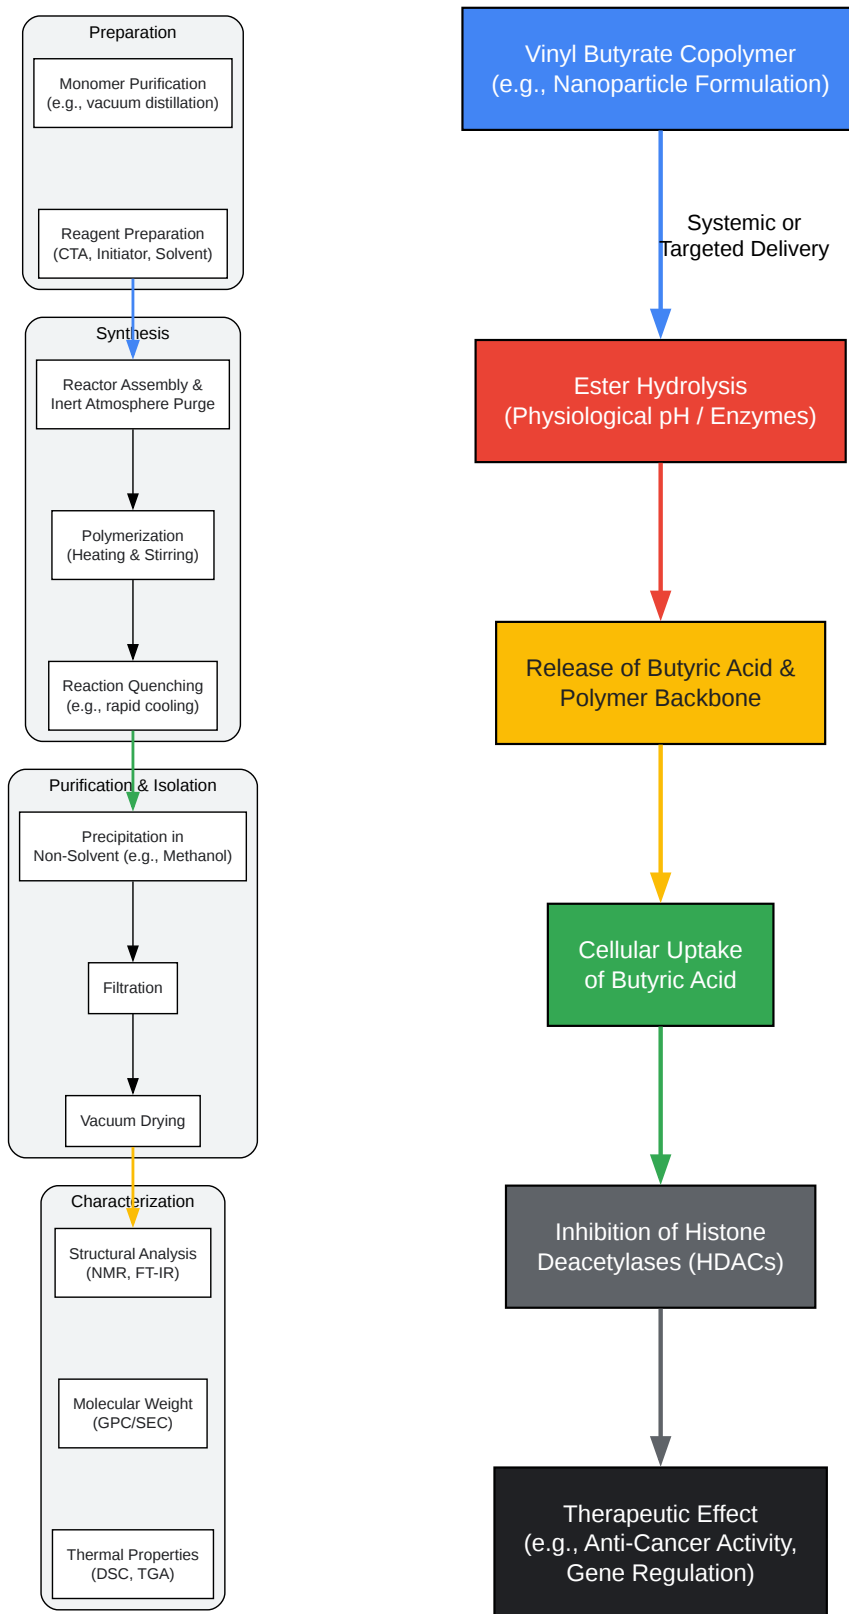 Preparation
Monomer Purification
(e.g., vacuum distillation)
Reagent Preparation
(CTA, Initiator, Solvent)
Synthesis
Reactor Assembly &
Inert Atmosphere Purge
Polymerization
(Heating & Stirring)
Reaction Quenching
(e.g., rapid cooling)
Purification & Isolation
Precipitation in
Non-Solvent (e.g., Methanol)
Filtration
Vacuum Drying
Characterization
Structural Analysis
(NMR, FT-IR)
Molecular Weight
(GPC/SEC)
Thermal Properties
(DSC, TGA)
Vinyl Butyrate Copolymer
(e.g., Nanoparticle Formulation)
Systemic or
Targeted Delivery
Ester Hydrolysis
(Physiological pH / Enzymes)
Release of Butyric Acid &
Polymer Backbone
Cellular Uptake
of Butyric Acid
Inhibition of Histone
Deacetylases (HDACs)
Therapeutic Effect
(e.g., Anti-Cancer Activity,
Gene Regulation)